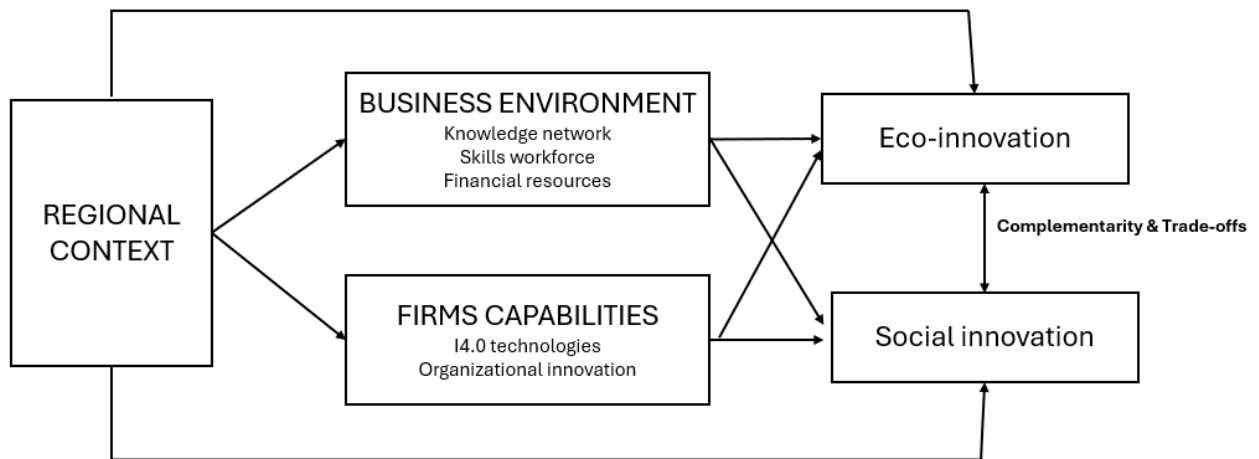 REGIONAL
CONTEXT
BUSINESS ENVIRONMENT
Knowledge network
Skills workforce
Financial resources
FIRMS CAPABILITIES
I4.0 technologies
Organizational innovation
Eco-innovation
Complementarity & Trade-offs
Social innovation